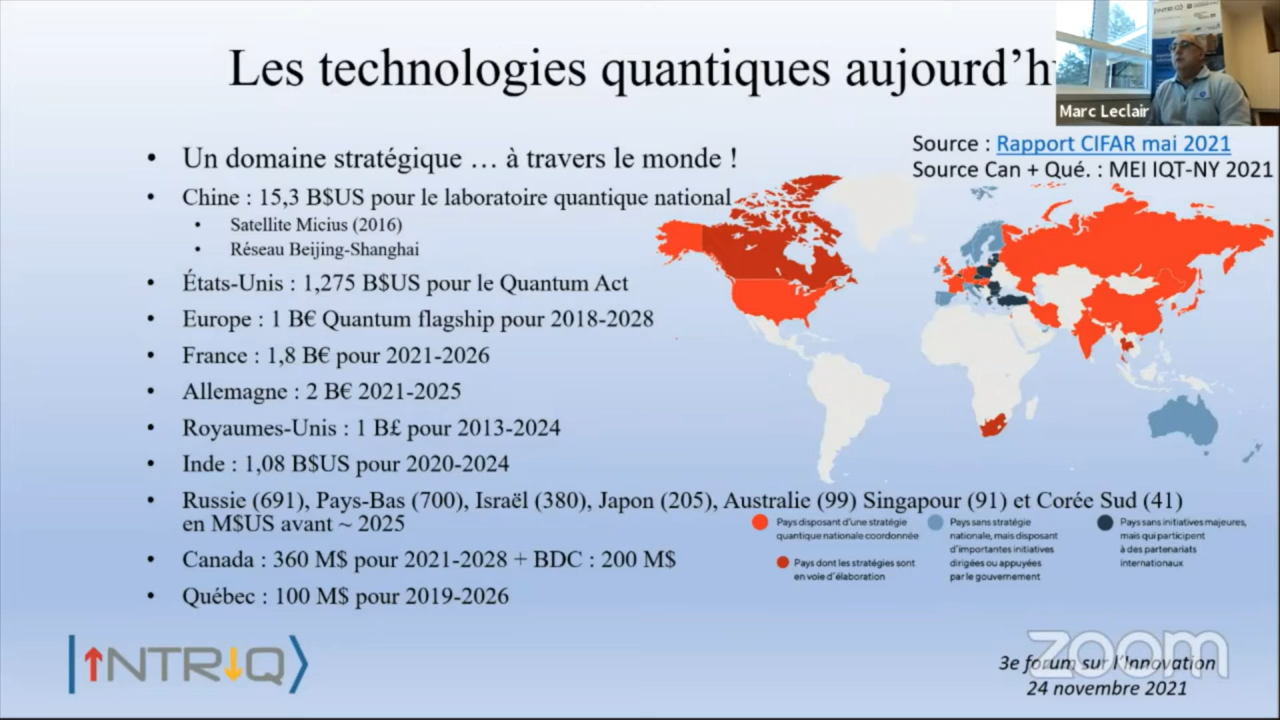 Les technologies quantiques aujourd'hu
Marc Leclair
Source : Rapport CIFAR mai 2021
Source Can + Qué. : MEI IQT-NY 2021
• Un domaine stratégique … à travers le monde !
• Chine : 15,3 B$US pour le laboratoire quantique national
• Satellite Micius (2016)
• Réseau Beijing-Shanghai
• États-Unis : 1,275 B$US pour le Quantum Act
• Europe : 1 B€ Quantum flagship pour 2018-2028
• France : 1,8 B€ pour 2021-2026
• Allemagne : 2 B€ 2021-2025
• Royaumes-Unis : 1 B£ pour 2013-2024
• Inde : 1,08 B$US pour 2020-2024
• Russie (691), Pays-Bas (700), Israël (380), Japon (205), Australie (99) Singapour (91) et Corée Sud (41)
en M$US avant ~ 2025
Pays disposant d'une stratégie
quantique nationale coordonnée
Pays dont les stratégies sont
en voie d'élaboration
Pays sans stratégie
nationale, mais disposant
d'importantes initiatives
dirigées ou appuyées
par le gouvernement
Pays sans initiatives majeures,
mais qui participent
à des partenariats
internationaux
• Canada : 360 M$ pour 2021-2028 + BDC : 200 M$
• Québec : 100 M$ pour 2019-2026
INTRIQ
zoom
3e forum sur l'Innovation
24 novembre 2021